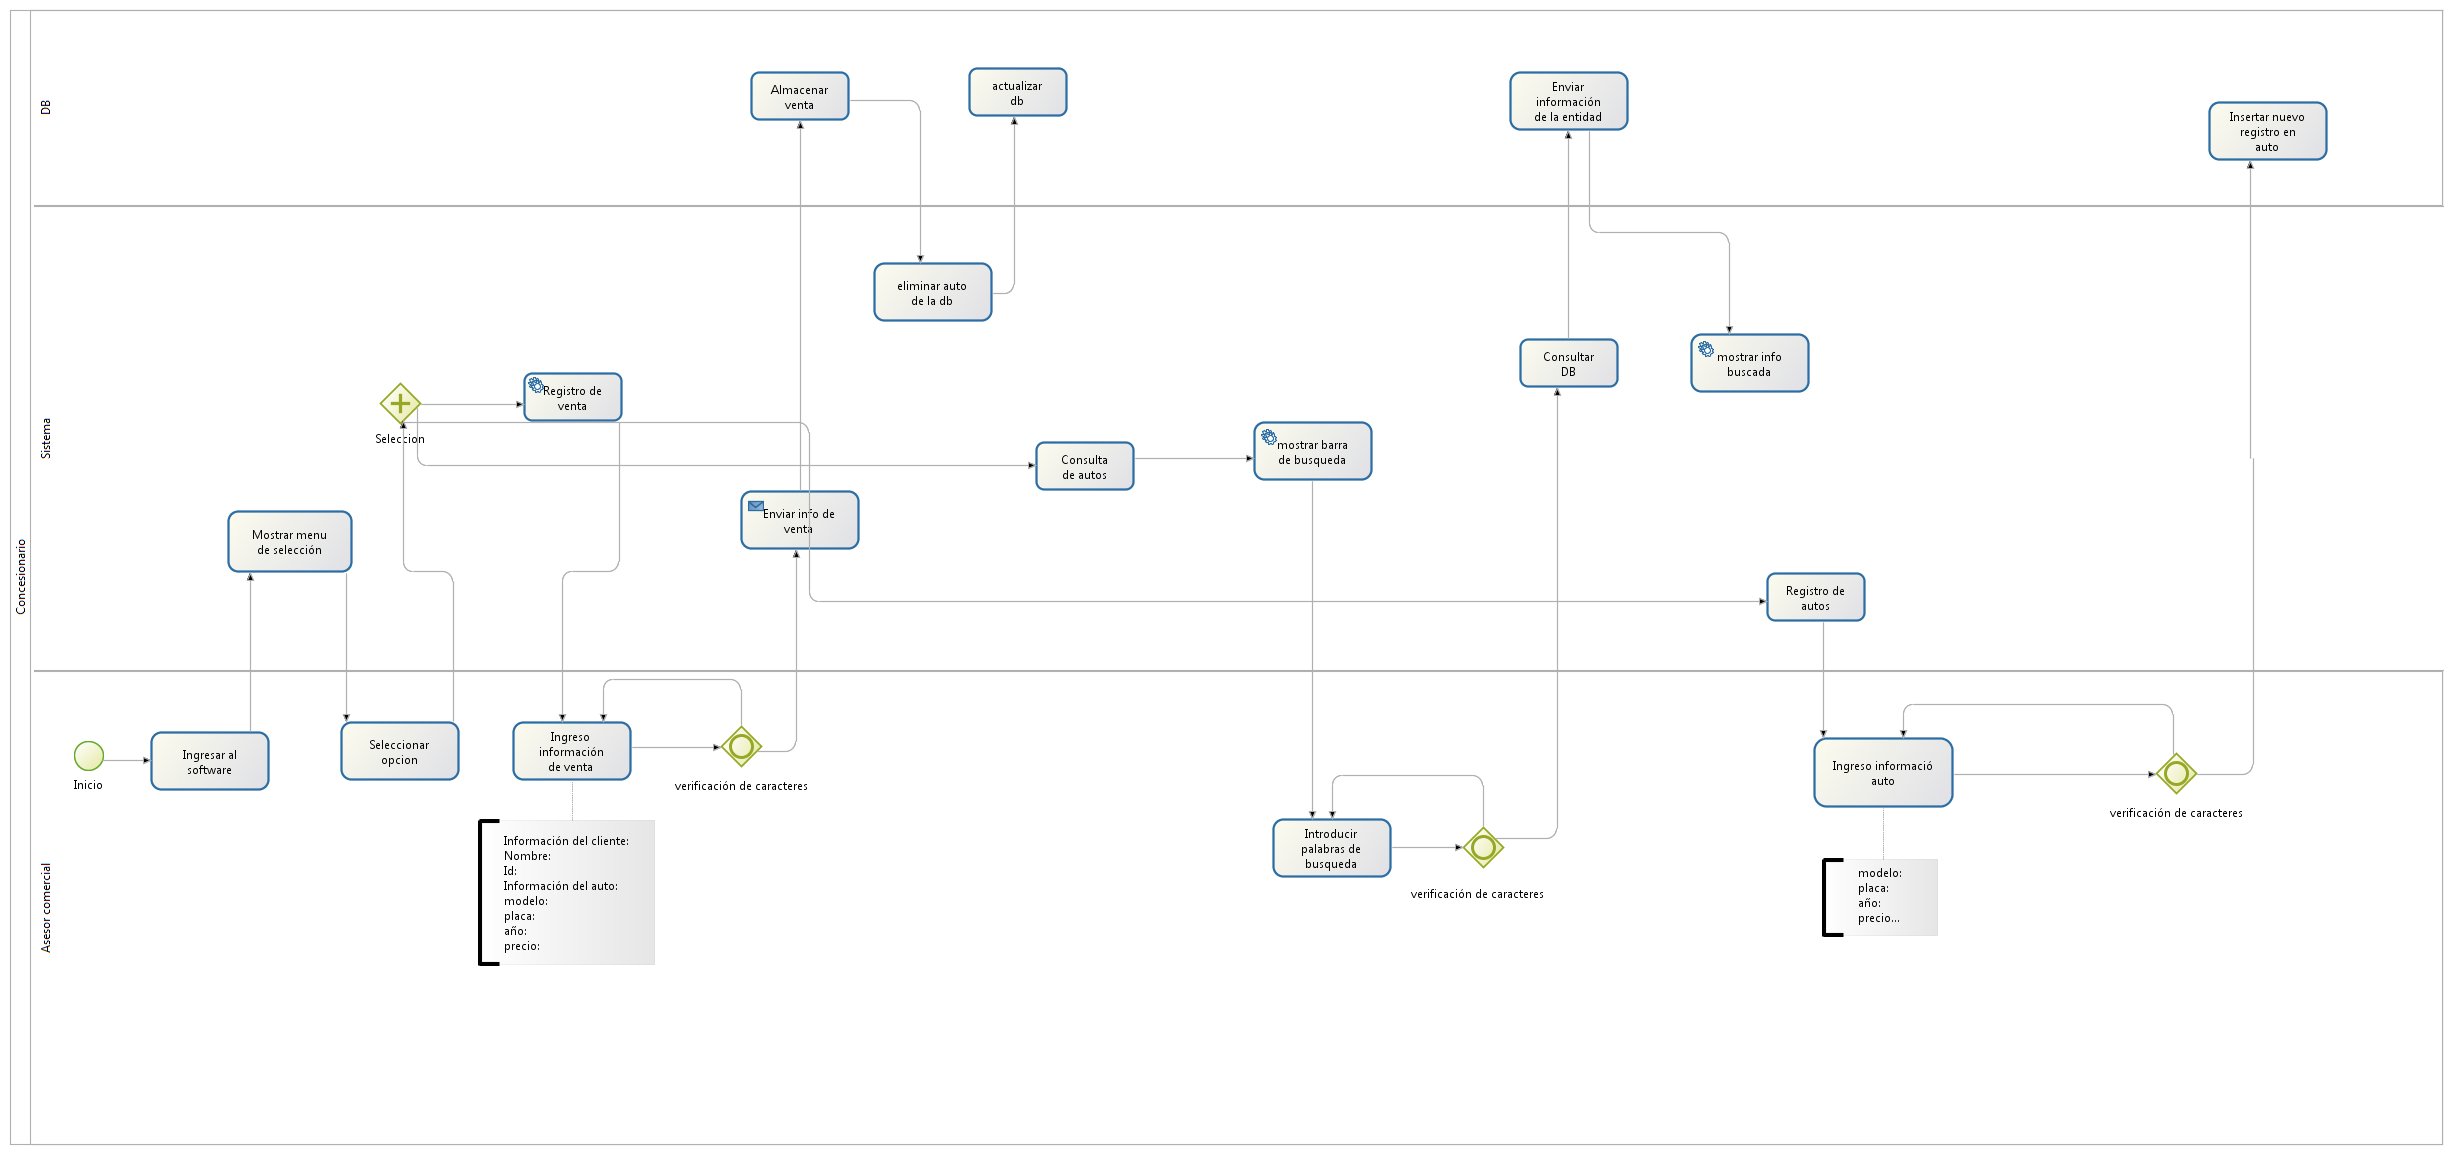 Concesionario
DB
Almacenar
venta
actualizar
db
Enviar
información
de la entidad
Insertar nuevo
registro en
auto
Sistema
eliminar auto
de la db
Consultar
DB
mostrar info
buscada
Registro de
venta
Seleccion
Consulta
de autos
mostrar barra
de busqueda
Enviar info de
venta
Mostrar menu
de selección
Registro de
autos
Asesor comercial
Inicio
Ingresar al
software
Seleccionar
opcion
Ingreso
información
de venta
verificación de caracteres
Información del cliente:
Nombre:
Id:
Información del auto:
modelo:
placa:
año:
precio:
Introducir
palabras de
busqueda
verificación de caracteres
Ingreso informació
auto
verificación de caracteres
modelo:
placa:
año:
precio...